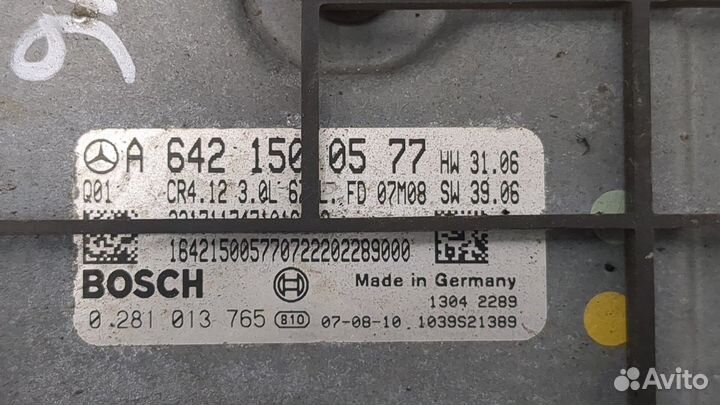 A 642 150 05 77 HW 31.06
Q01 CR4.12 3.0L FD 07M08 SW 39.06
164215005770722202289000
BOSCH Made in Germany
1304 2289
0 281 013 765 810 07-08-10 1039S21389
Avito